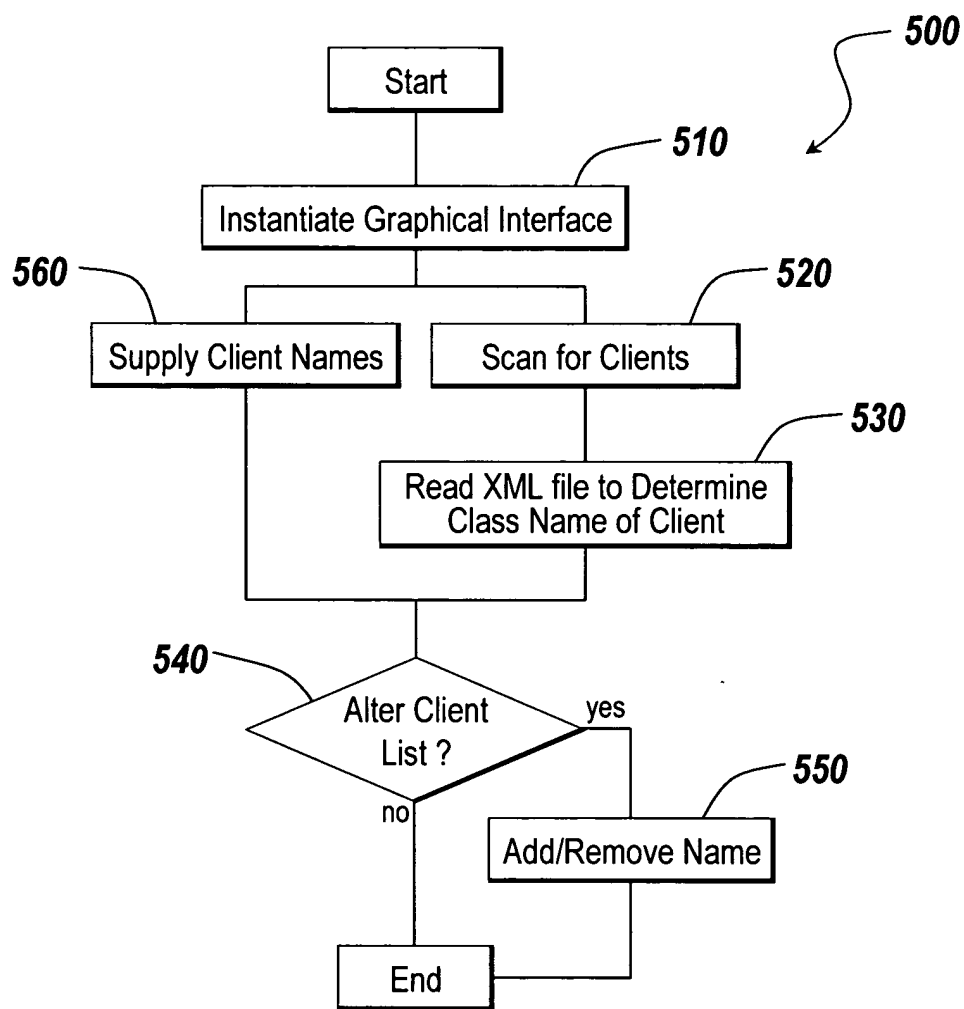 500
Start
510
Instantiate Graphical Interface
560
520
Supply Client Names
Scan for Clients
530
Read XML file to Determine
Class Name of Client
540
Alter Client
List ?
yes
no
550
Add/Remove Name
End